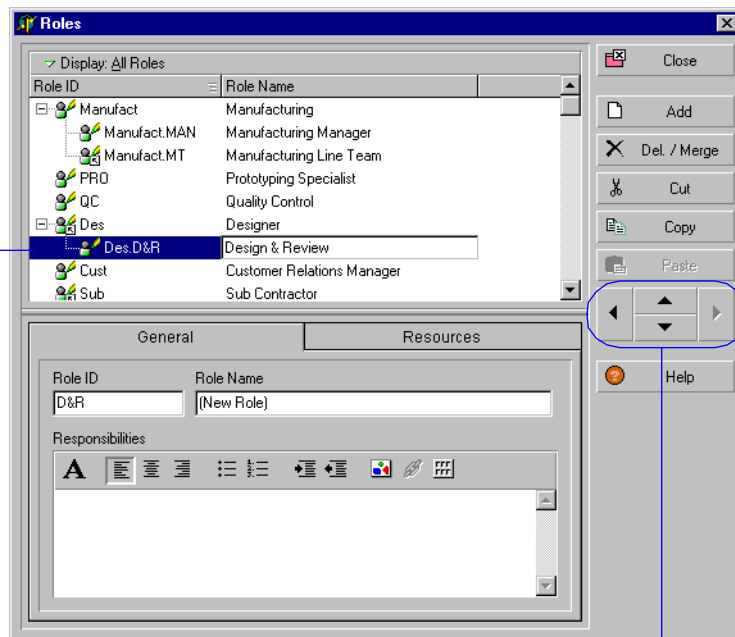 Roles
Display: All Roles
Role ID Role Name
Manufact Manufacturing
Manufact.MAN Manufacturing Manager
Manufact.MT Manufacturing Line Team
PRO Prototyping Specialist
QC Quality Control
Des Designer
Des.D&R Design & Review
Cust Customer Relations Manager
Sub Sub Contractor
Close
Add
Del. / Merge
Cut
Copy
Paste
Help
General Resources
Role ID Role Name
D&R (New Role)
Responsibilities
A